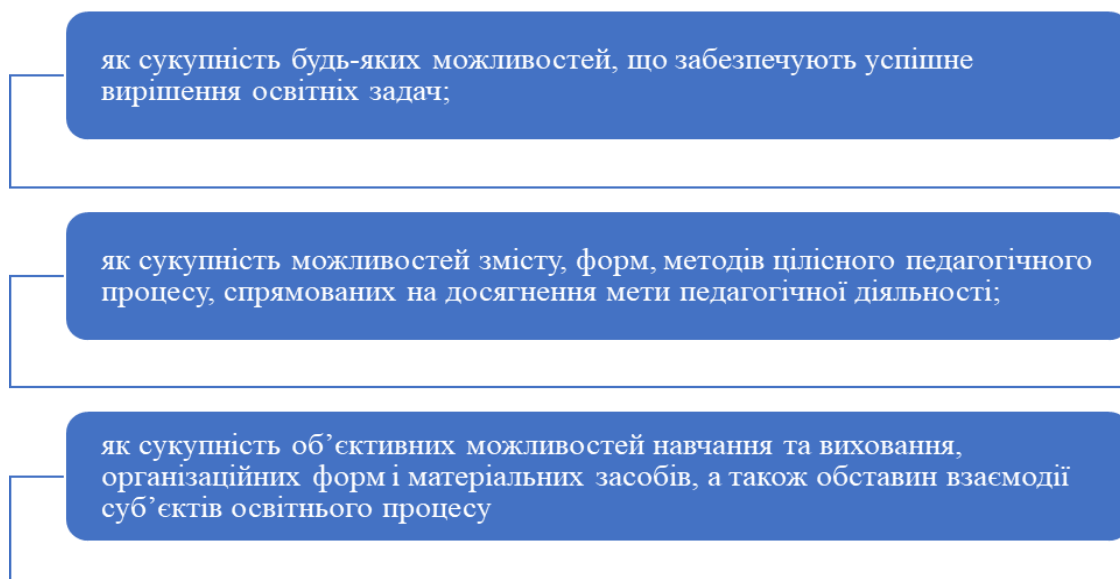 як сукупність будь-яких можливостей, що забезпечують успішне
вирішення освітніх задач;
як сукупність можливостей змісту, форм, методів цілісного педагогічного
процесу, спрямованих на досягнення мети педагогічної діяльності;
як сукупність об’єктивних можливостей навчання та виховання,
організаційних форм і матеріальних засобів, а також обставин взаємодії
суб’єктів освітнього процесу